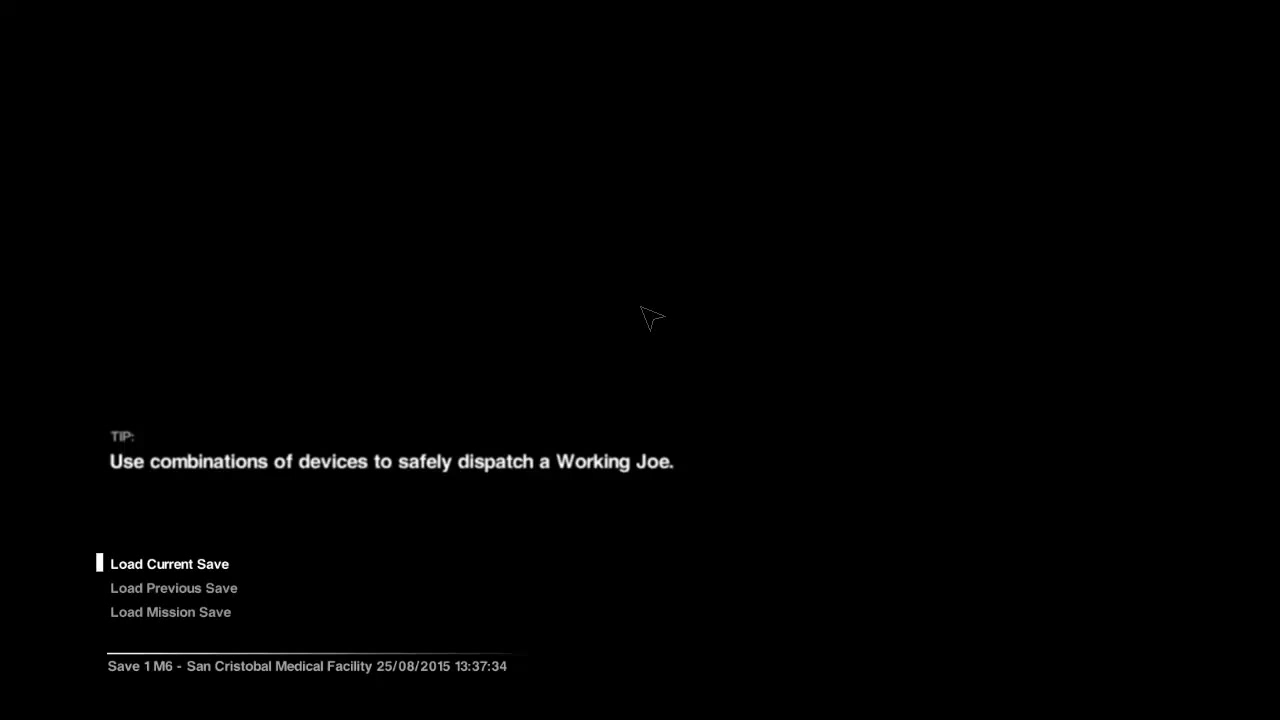 TIP:
Use combinations of devices to safely dispatch a Working Joe.
Load Current Save
Load Previous Save
Load Mission Save
Save 1 M6 - San Cristobal Medical Facility 25/08/2015 13:37:34